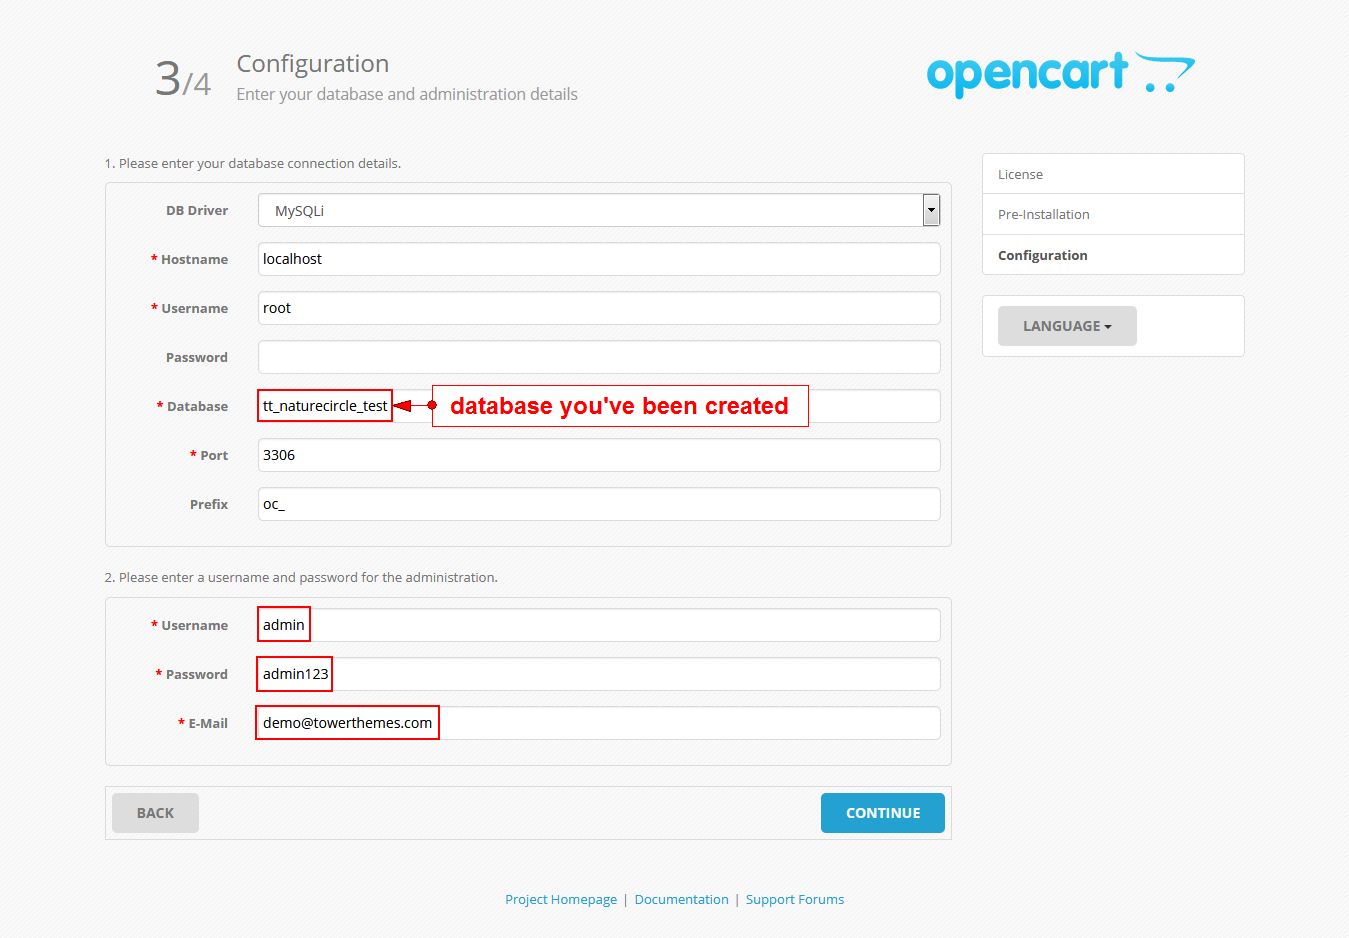 3/4
Configuration
Enter your database and administration details
opencart
1. Please enter your database connection details.
DB Driver MySQLi
* Hostname localhost
* Username root
Password
* Database tt_naturecircle_test database you've been created
* Port 3306
Prefix oc_
2. Please enter a username and password for the administration.
* Username admin
* Password admin123
* E-Mail demo@towerthemes.com
BACK CONTINUE
License
Pre-Installation
Configuration
LANGUAGE
Project Homepage | Documentation | Support Forums